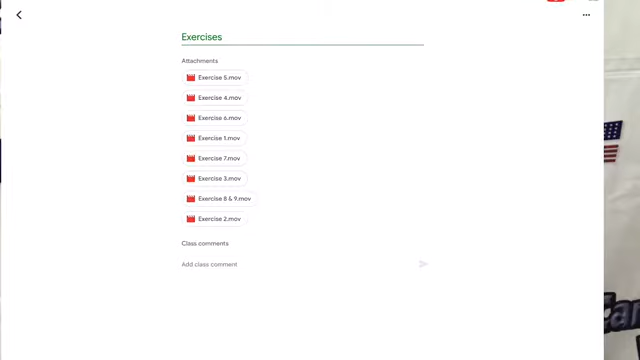 Exercises
Attachments
Exercise 5.mov
Exercise 4.mov
Exercise 6.mov
Exercise 1.mov
Exercise 7.mov
Exercise 3.mov
Exercise 8 & 9.mov
Exercise 2.mov
Class comments
Add class comment